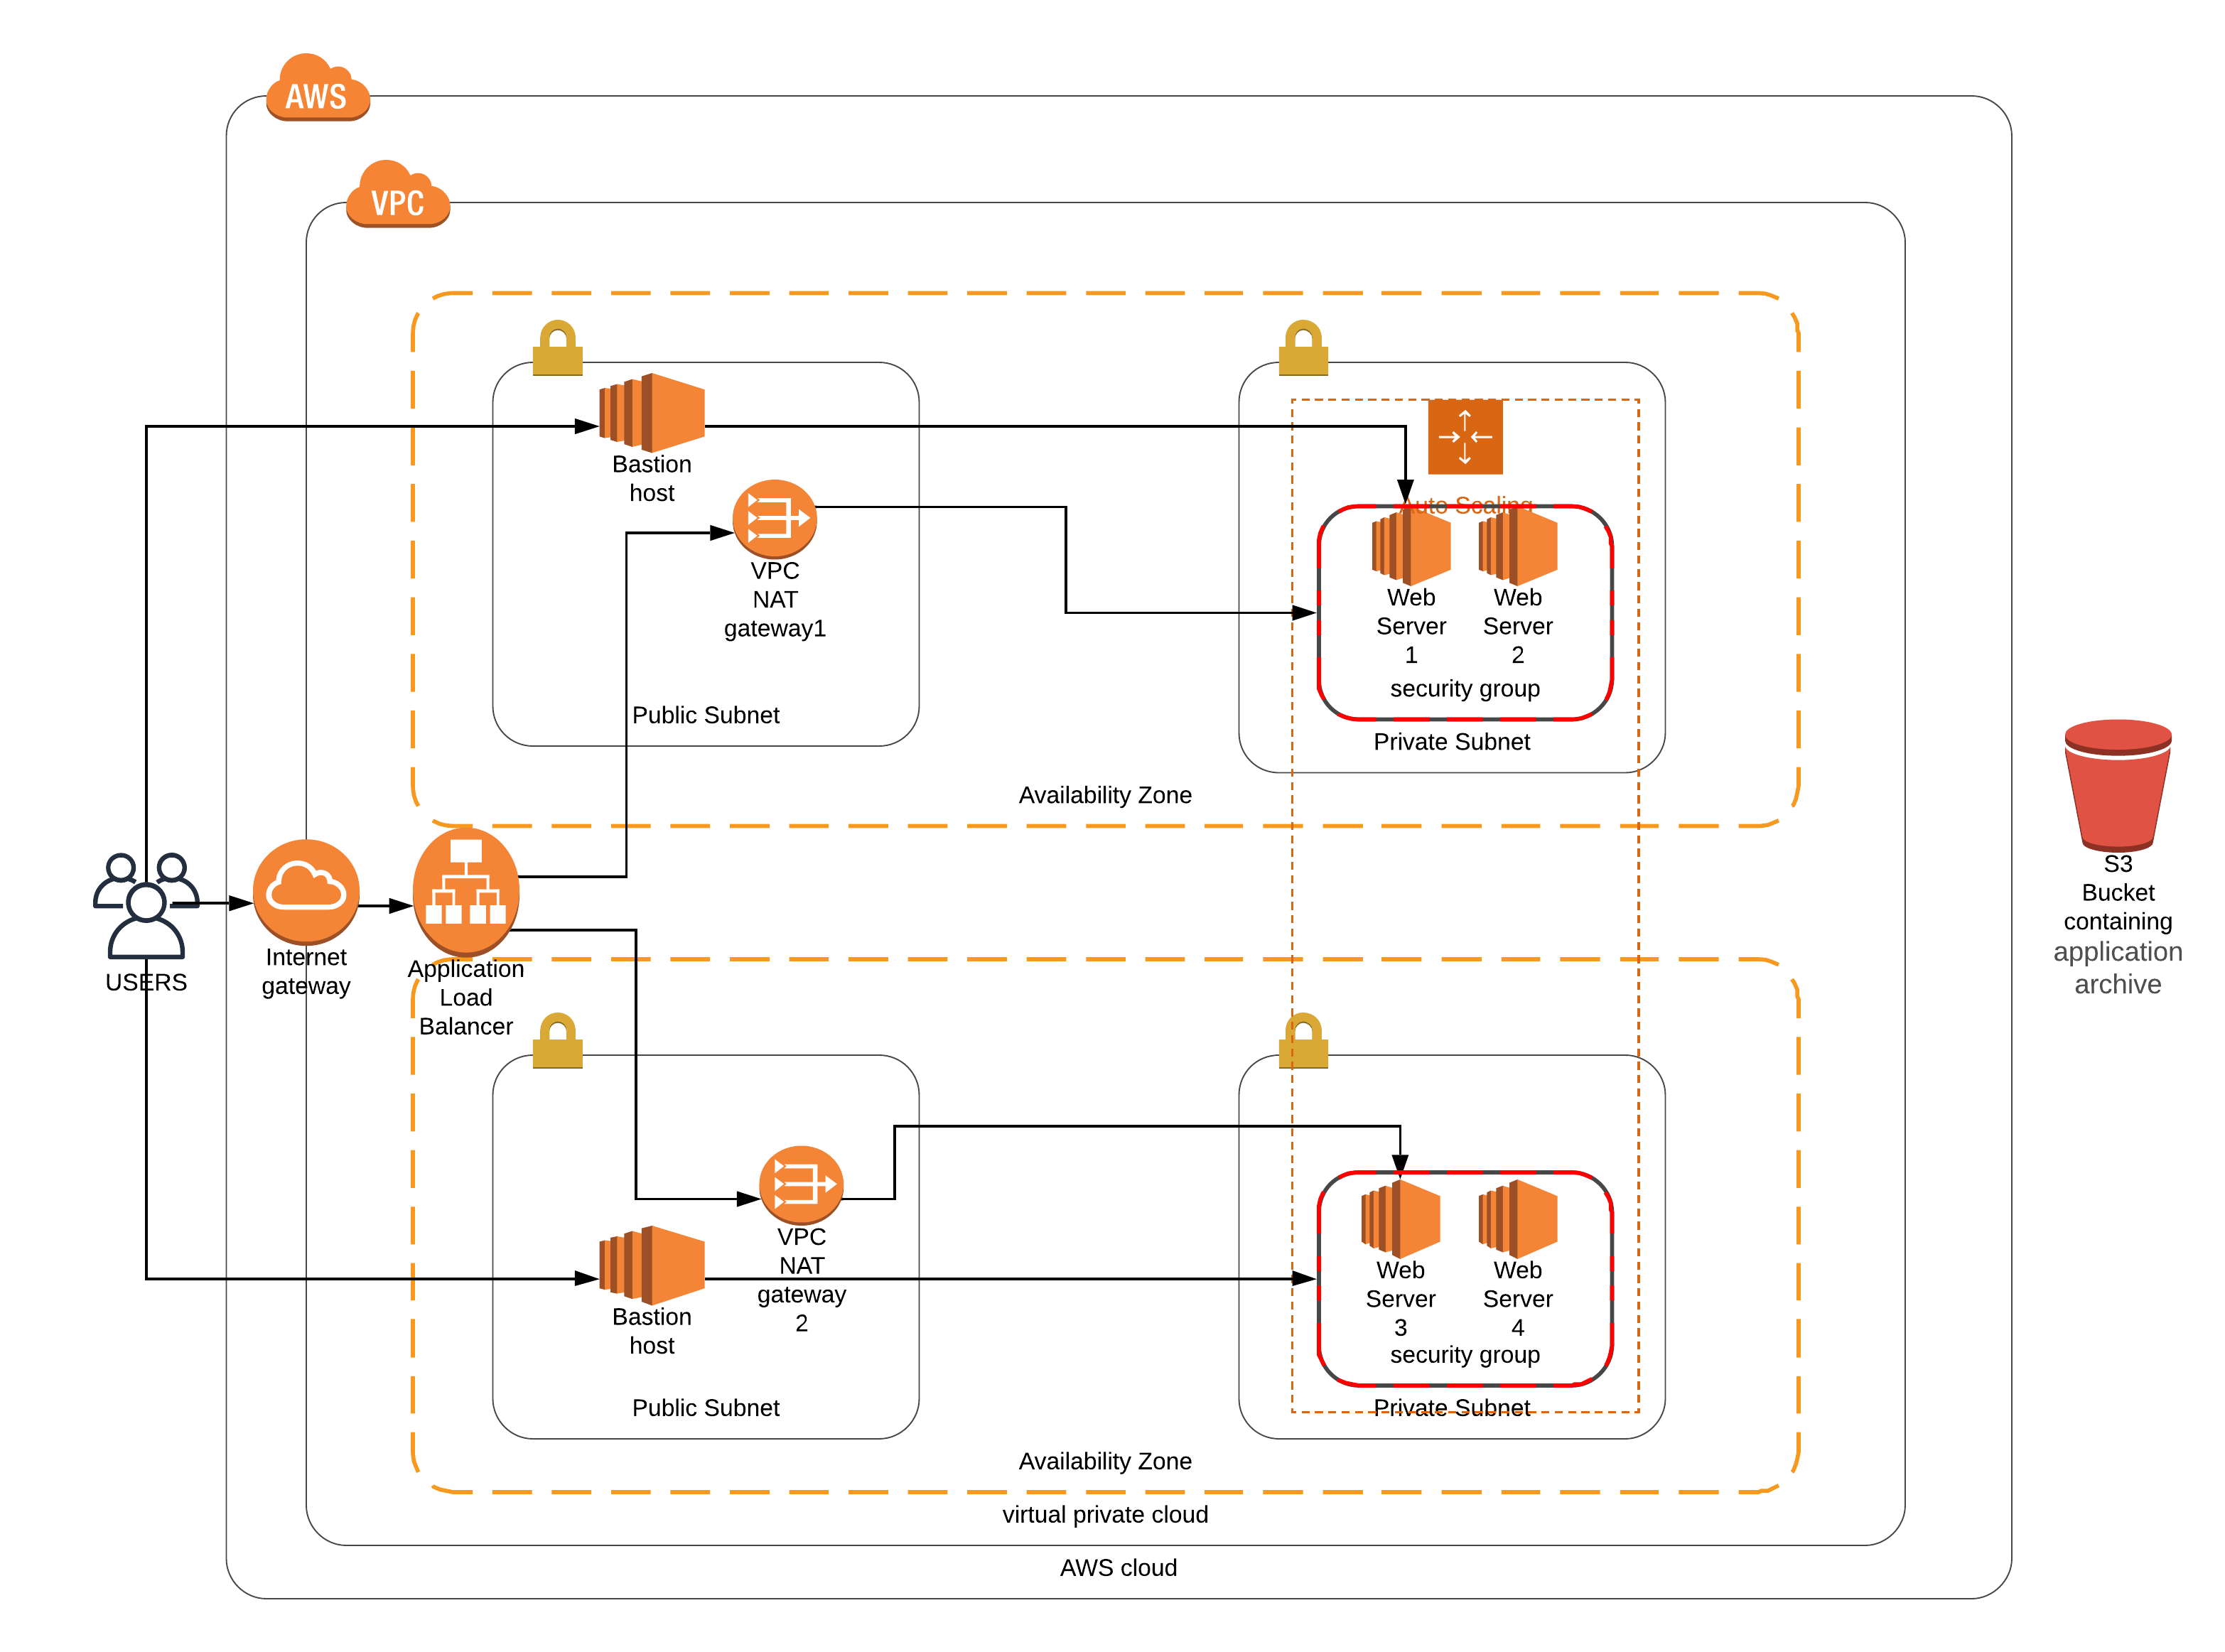 AWS
VPC
Bastion
host
VPC
NAT
gateway1
Public Subnet
Auto Scaling
Web
Server
1
Web
Server
2
security group
Private Subnet
Availability Zone
USERS
Internet
gateway
Application
Load
Balancer
S3
Bucket
containing
application
archive
VPC
NAT
gateway
2
Bastion
host
Public Subnet
Web
Server
3
Web
Server
4
security group
Private Subnet
Availability Zone
virtual private cloud
AWS cloud